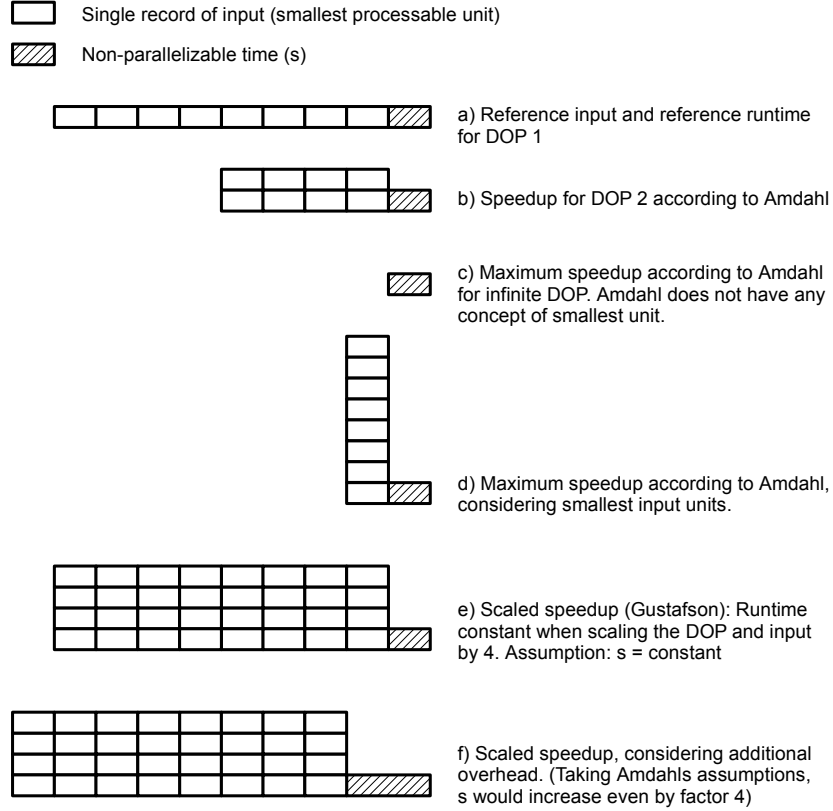 Single record of input (smallest processable unit)
Non-parallelizable time (s)
a) Reference input and reference runtime
for DOP 1
b) Speedup for DOP 2 according to Amdahl
c) Maximum speedup according to Amdahl
for infinite DOP. Amdahl does not have any
concept of smallest unit.
d) Maximum speedup according to Amdahl,
considering smallest input units.
e) Scaled speedup (Gustafson): Runtime
constant when scaling the DOP and input
by 4. Assumption: s = constant
f) Scaled speedup, considering additional
overhead. (Taking Amdahls assumptions,
s would increase even by factor 4)